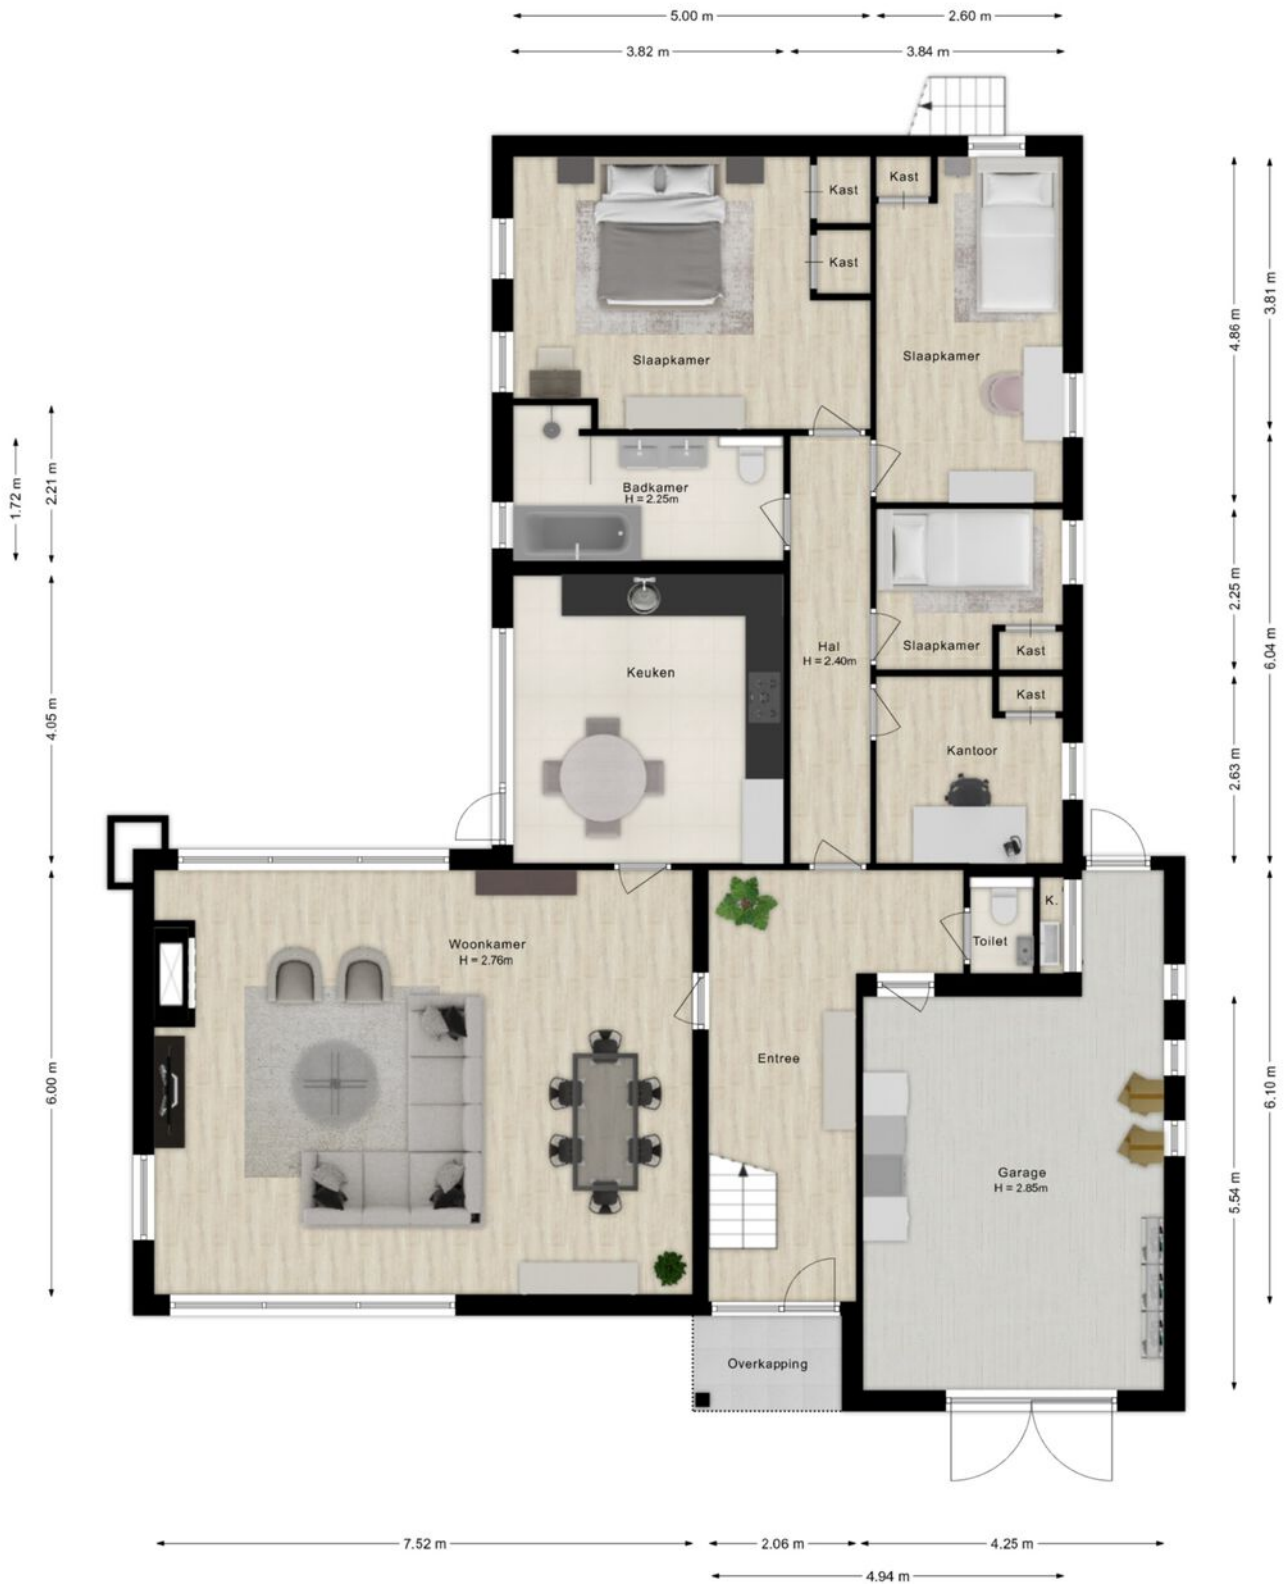 5.00 m
2.60 m
3.82 m
3.84 m
Kast
Kast
Kast
Slaapkamer
Slaapkamer
4.86 m
3.81 m
1.72 m
2.21 m
Badkamer
H = 2.25m
2.25 m
Hal
H = 2.40m
Slaapkamer
Kast
6.04 m
Keuken
Kast
4.05 m
Kantoor
2.63 m
K.
Toilet
Woonkamer
H = 2.76m
Entree
6.00 m
6.10 m
Garage
H = 2.85m
5.54 m
Overkapping
7.52 m
2.06 m
4.25 m
4.94 m